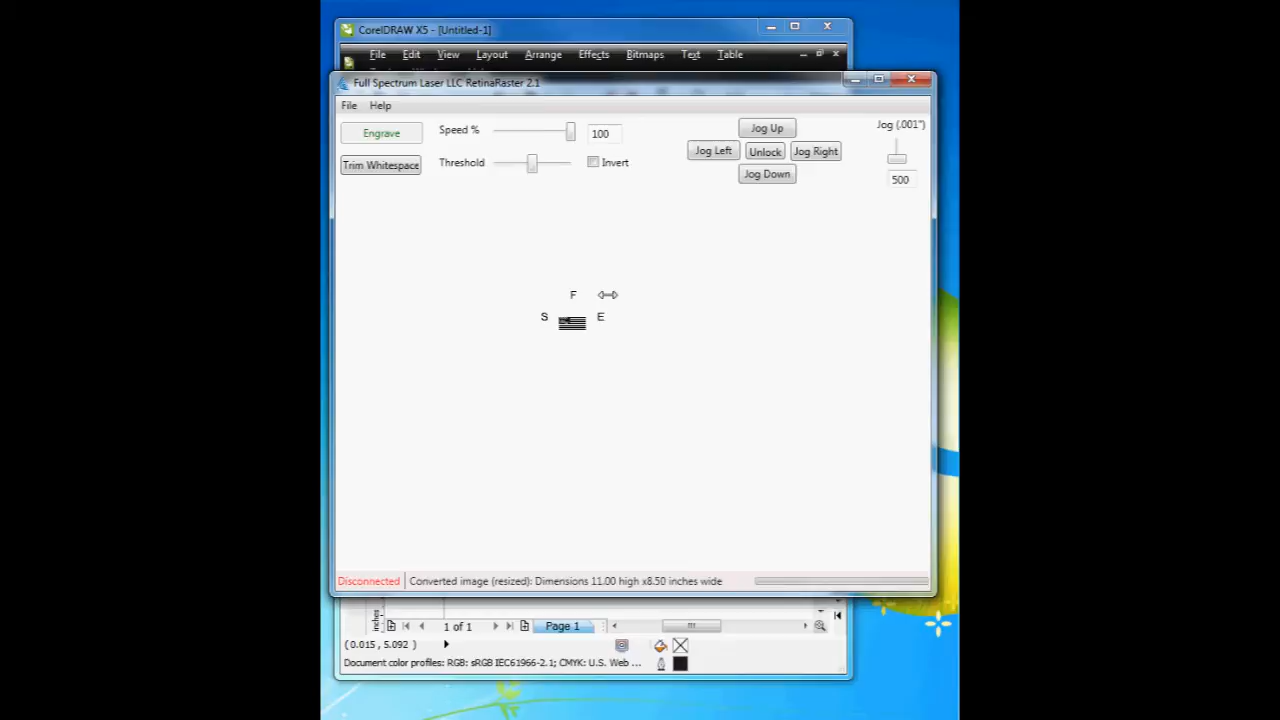 CorelDRAW X5 - [Untitled-1]
File Edit View Layout Arrange Effects Bitmaps Text Table
Full Spectrum Laser LLC RetinaRaster 2.1
File Help
Engrave Speed % 100 Jog Up Jog (.001")
Jog Left Unlock Jog Right
Trim Whitespace Threshold Invert
Jog Down 500
F
S E
Disconnected Converted image (resized): Dimensions 11.00 high x8.50 inches wide
inches
1 of 1 Page 1
(0.015, 5.092 )
Document color profiles: RGB: sRGB IEC61966-2.1; CMYK: U.S. Web ...